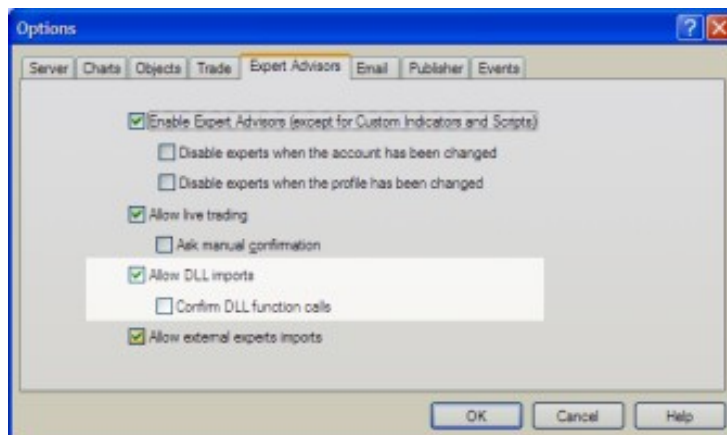 Options
Server Charts Objects Trade Expert Advisors Email Publisher Events
Enable Expert Advisors (except for Custom Indicators and Scripts)
Disable experts when the account has been changed
Disable experts when the profile has been changed
Allow live trading
Ask manual confirmation
Allow DLL imports
Confirm DLL function calls
Allow external experts imports
OK Cancel Help